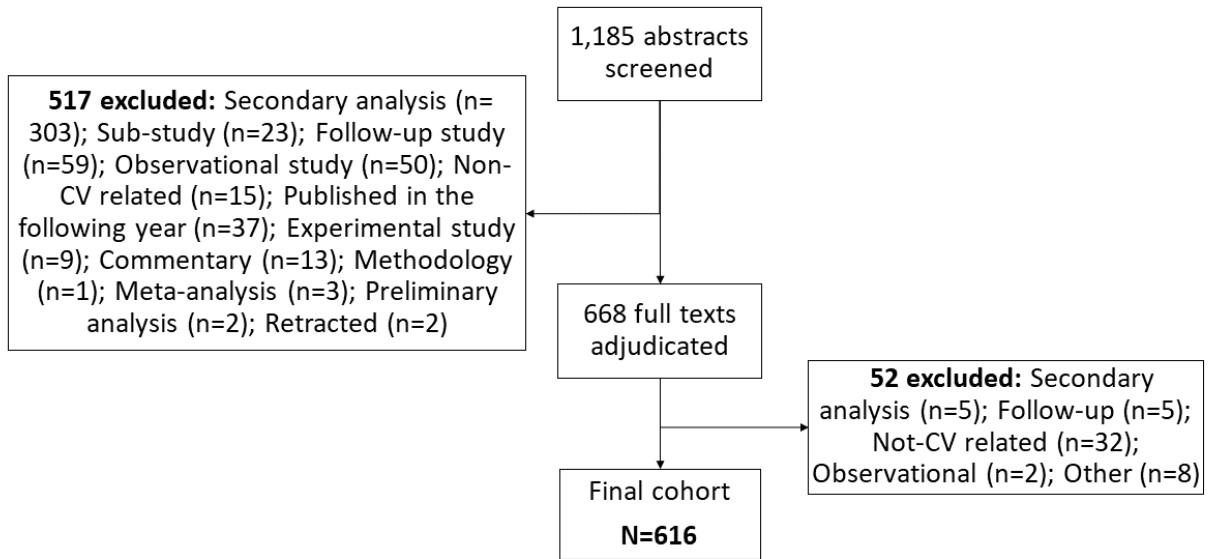 1,185 abstracts
screened
517 excluded: Secondary analysis (n=
303); Sub-study (n=23); Follow-up study
(n=59); Observational study (n=50); Non-
CV related (n=15); Published in the
following year (n=37); Experimental study
(n=9); Commentary (n=13); Methodology
(n=1); Meta-analysis (n=3); Preliminary
analysis (n=2); Retracted (n=2)
668 full texts
adjudicated
52 excluded: Secondary
analysis (n=5); Follow-up (n=5);
Not-CV related (n=32);
Observational (n=2); Other (n=8)
Final cohort
N=616